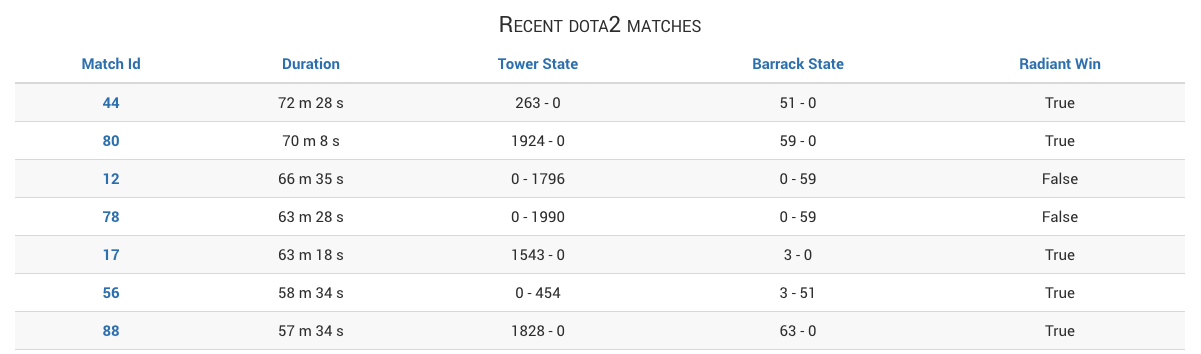 Recent dota2 matches
Match Id Duration Tower State Barrack State Radiant Win
44 72 m 28 s 263 - 0 51 - 0 True
80 70 m 8 s 1924 - 0 59 - 0 True
12 66 m 35 s 0 - 1796 0 - 59 False
78 63 m 28 s 0 - 1990 0 - 59 False
17 63 m 18 s 1543 - 0 3 - 0 True
56 58 m 34 s 0 - 454 3 - 51 True
88 57 m 34 s 1828 - 0 63 - 0 True